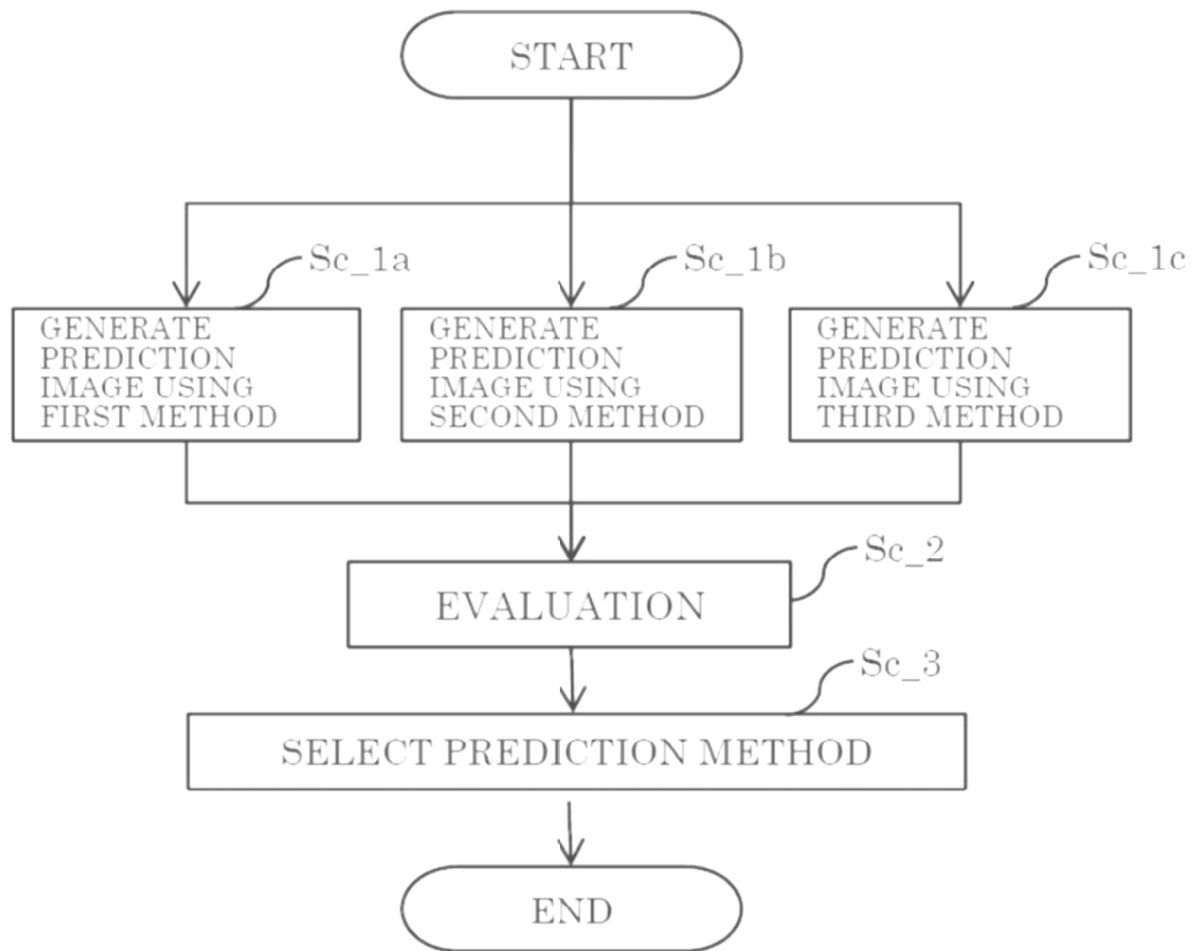 START
Sc_1a
Sc_1b
Sc_1c
GENERATE
PREDICTION
IMAGE USING
FIRST METHOD
GENERATE
PREDICTION
IMAGE USING
SECOND METHOD
GENERATE
PREDICTION
IMAGE USING
THIRD METHOD
Sc_2
EVALUATION
Sc_3
SELECT PREDICTION METHOD
END